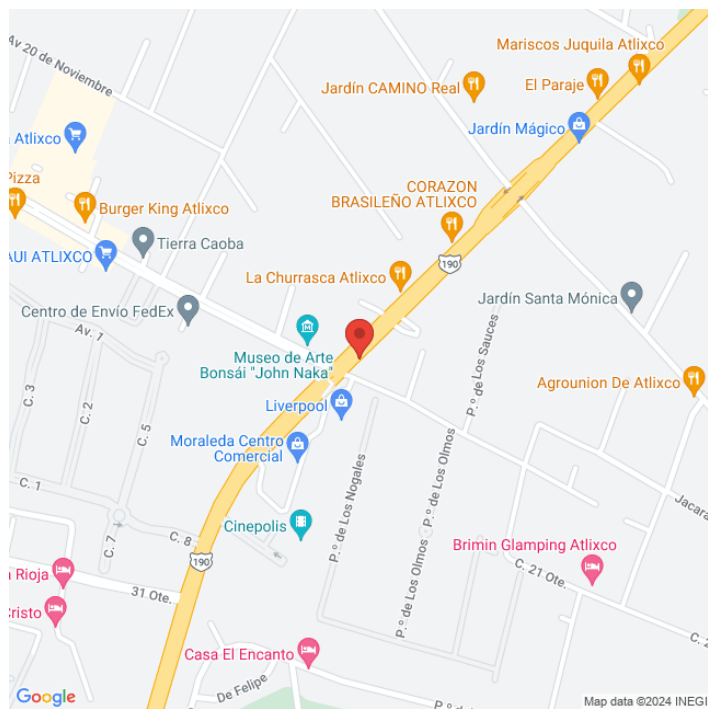 Av 20 de Noviembre
Mariscos Juquila Atlixco
Jardín CAMINO Real
El Paraje
Jardín Mágico
a Atlixco
Pizza
Burger King Atlixco
CORAZON
BRASILEÑO ATLIXCO
Tierra Caoba
AUI ATLIXCO
190
La Churrasca Atlixco
Centro de Envío FedEx
Jardín Santa Mónica
Av. 1
Museo de Arte
Bonsái "John Naka"
P.º de Los Sauces
C. 3
C. 2
C. 5
Agrounion De Atlixco
Liverpool
Moraleda Centro
Comercial
P.º de Los Nogales
P.º de Los Olmos
P.º de Los Olmos
C. 1
Jacara
Cinepolis
C. 8
C. 7
Brimin Glamping Atlixco
190
C. 21 Ote.
a Rioja
31 Ote.
Cristo
C. 2
Casa El Encanto
De Felipe
P.º d
Google
Map data ©2024 INEGI